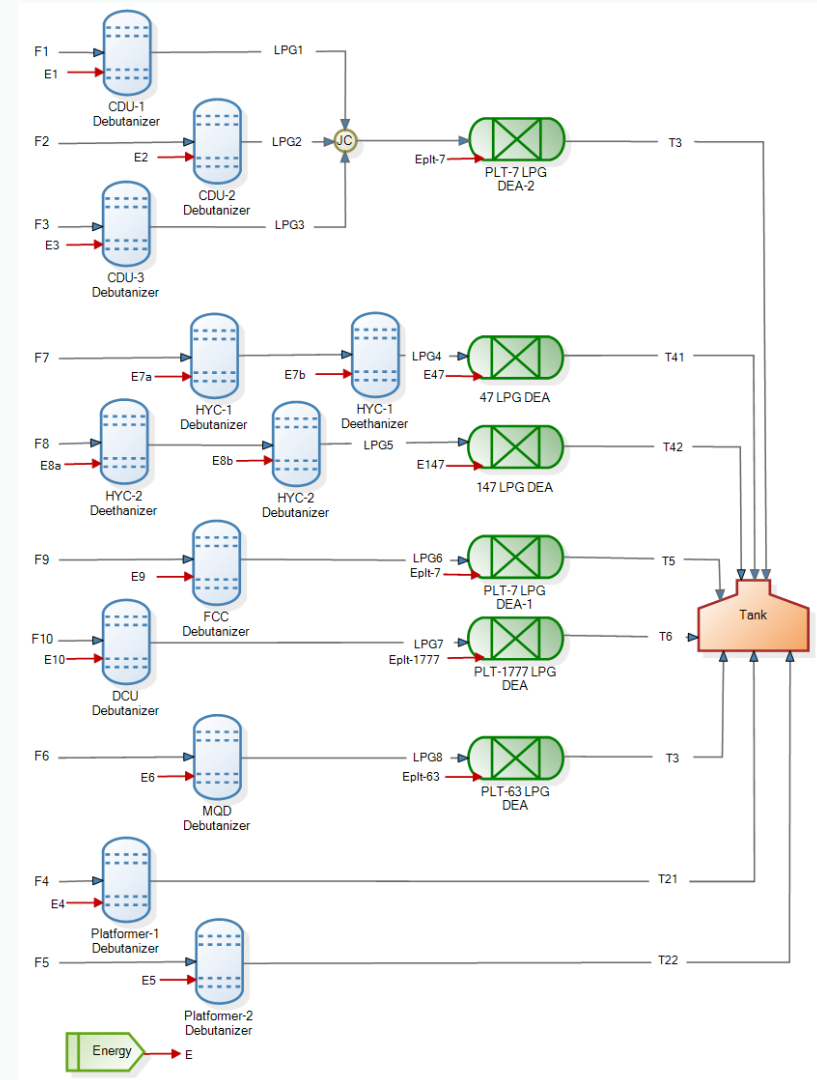 F1
LPG1
E1
CDU-1
Debutanizer
F2
LPG2
JC
T3
E2
Eplt-7
PLT-7 LPG
DEA-2
CDU-2
Debutanizer
F3
LPG3
E3
CDU-3
Debutanizer
F7
LPG4
T41
E7a
E7b
E47
HYC-1
Debutanizer
HYC-1
Deethanizer
47 LPG DEA
F8
LPG5
T42
E8a
E8b
E147
HYC-2
Deethanizer
HYC-2
Debutanizer
147 LPG DEA
F9
LPG6
T5
E9
Eplt-7
PLT-7 LPG
DEA-1
FCC
Debutanizer
Tank
F10
LPG7
T6
E10
Eplt-1777
PLT-1777 LPG
DEA
DCU
Debutanizer
F6
LPG8
T3
E6
Eplt-63
PLT-63 LPG
DEA
MQD
Debutanizer
F4
T21
E4
Platformer-1
Debutanizer
F5
T22
E5
Platformer-2
Debutanizer
Energy
E